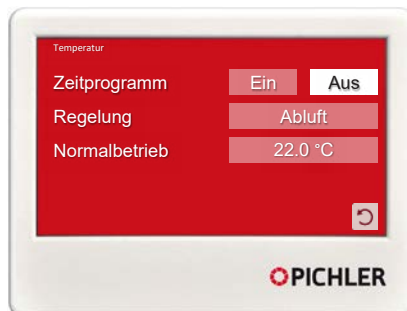 Temperatur
Zeitprogramm Ein Aus
Regelung Abluft
Normalbetrieb 22.0 °C
PICHLER